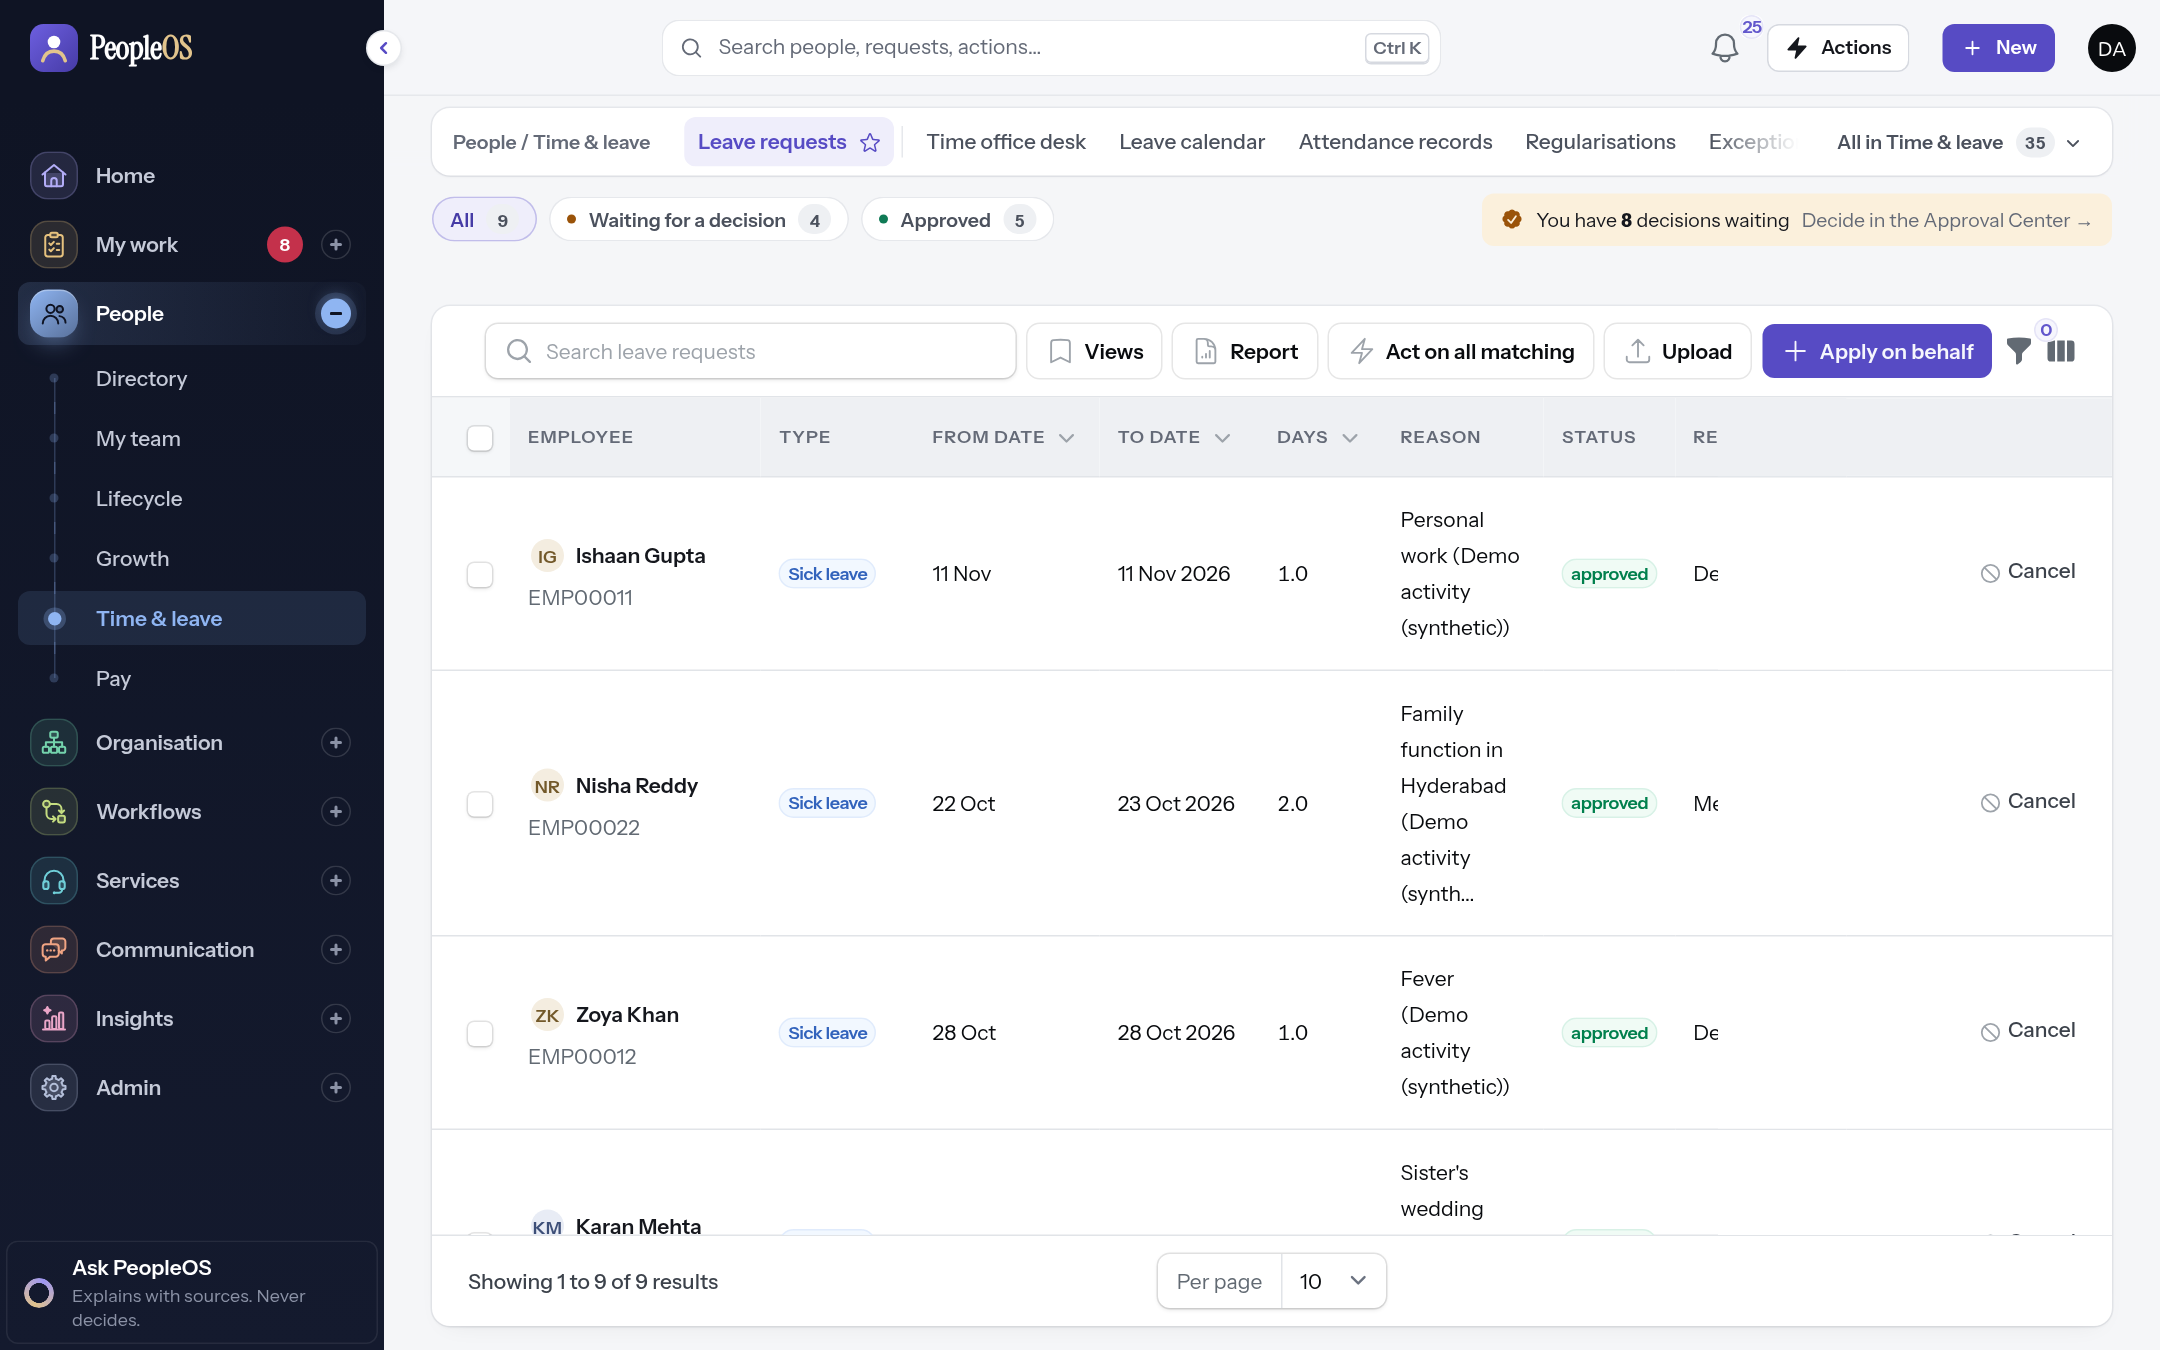 PeopleOS
Search people, requests, actions...
Ctrl K
25
Actions
New
DA
Home
My work
8
People
Directory
My team
Lifecycle
Growth
Time & leave
Pay
Organisation
Workflows
Services
Communication
Insights
Admin
Ask PeopleOS
Explains with sources. Never
decides.
People / Time & leave
Leave requests
Time office desk
Leave calendar
Attendance records
Regularisations
Exceptio
All in Time & leave
35
All 9
Waiting for a decision 4
Approved 5
You have 8 decisions waiting Decide in the Approval Center →
Search leave requests
Views
Report
Act on all matching
Upload
Apply on behalf
0
EMPLOYEE TYPE FROM DATE TO DATE DAYS REASON STATUS RE
IG Ishaan Gupta
EMP00011
Sick leave
11 Nov
11 Nov 2026
1.0
Personal
work (Demo
activity
(synthetic))
approved
De
Cancel
NR Nisha Reddy
EMP00022
Sick leave
22 Oct
23 Oct 2026
2.0
Family
function in
Hyderabad
(Demo
activity
(synth...
approved
Me
Cancel
ZK Zoya Khan
EMP00012
Sick leave
28 Oct
28 Oct 2026
1.0
Fever
(Demo
activity
(synthetic))
approved
De
Cancel
KM Karan Mehta
Sister's
wedding
Showing 1 to 9 of 9 results
Per page 10